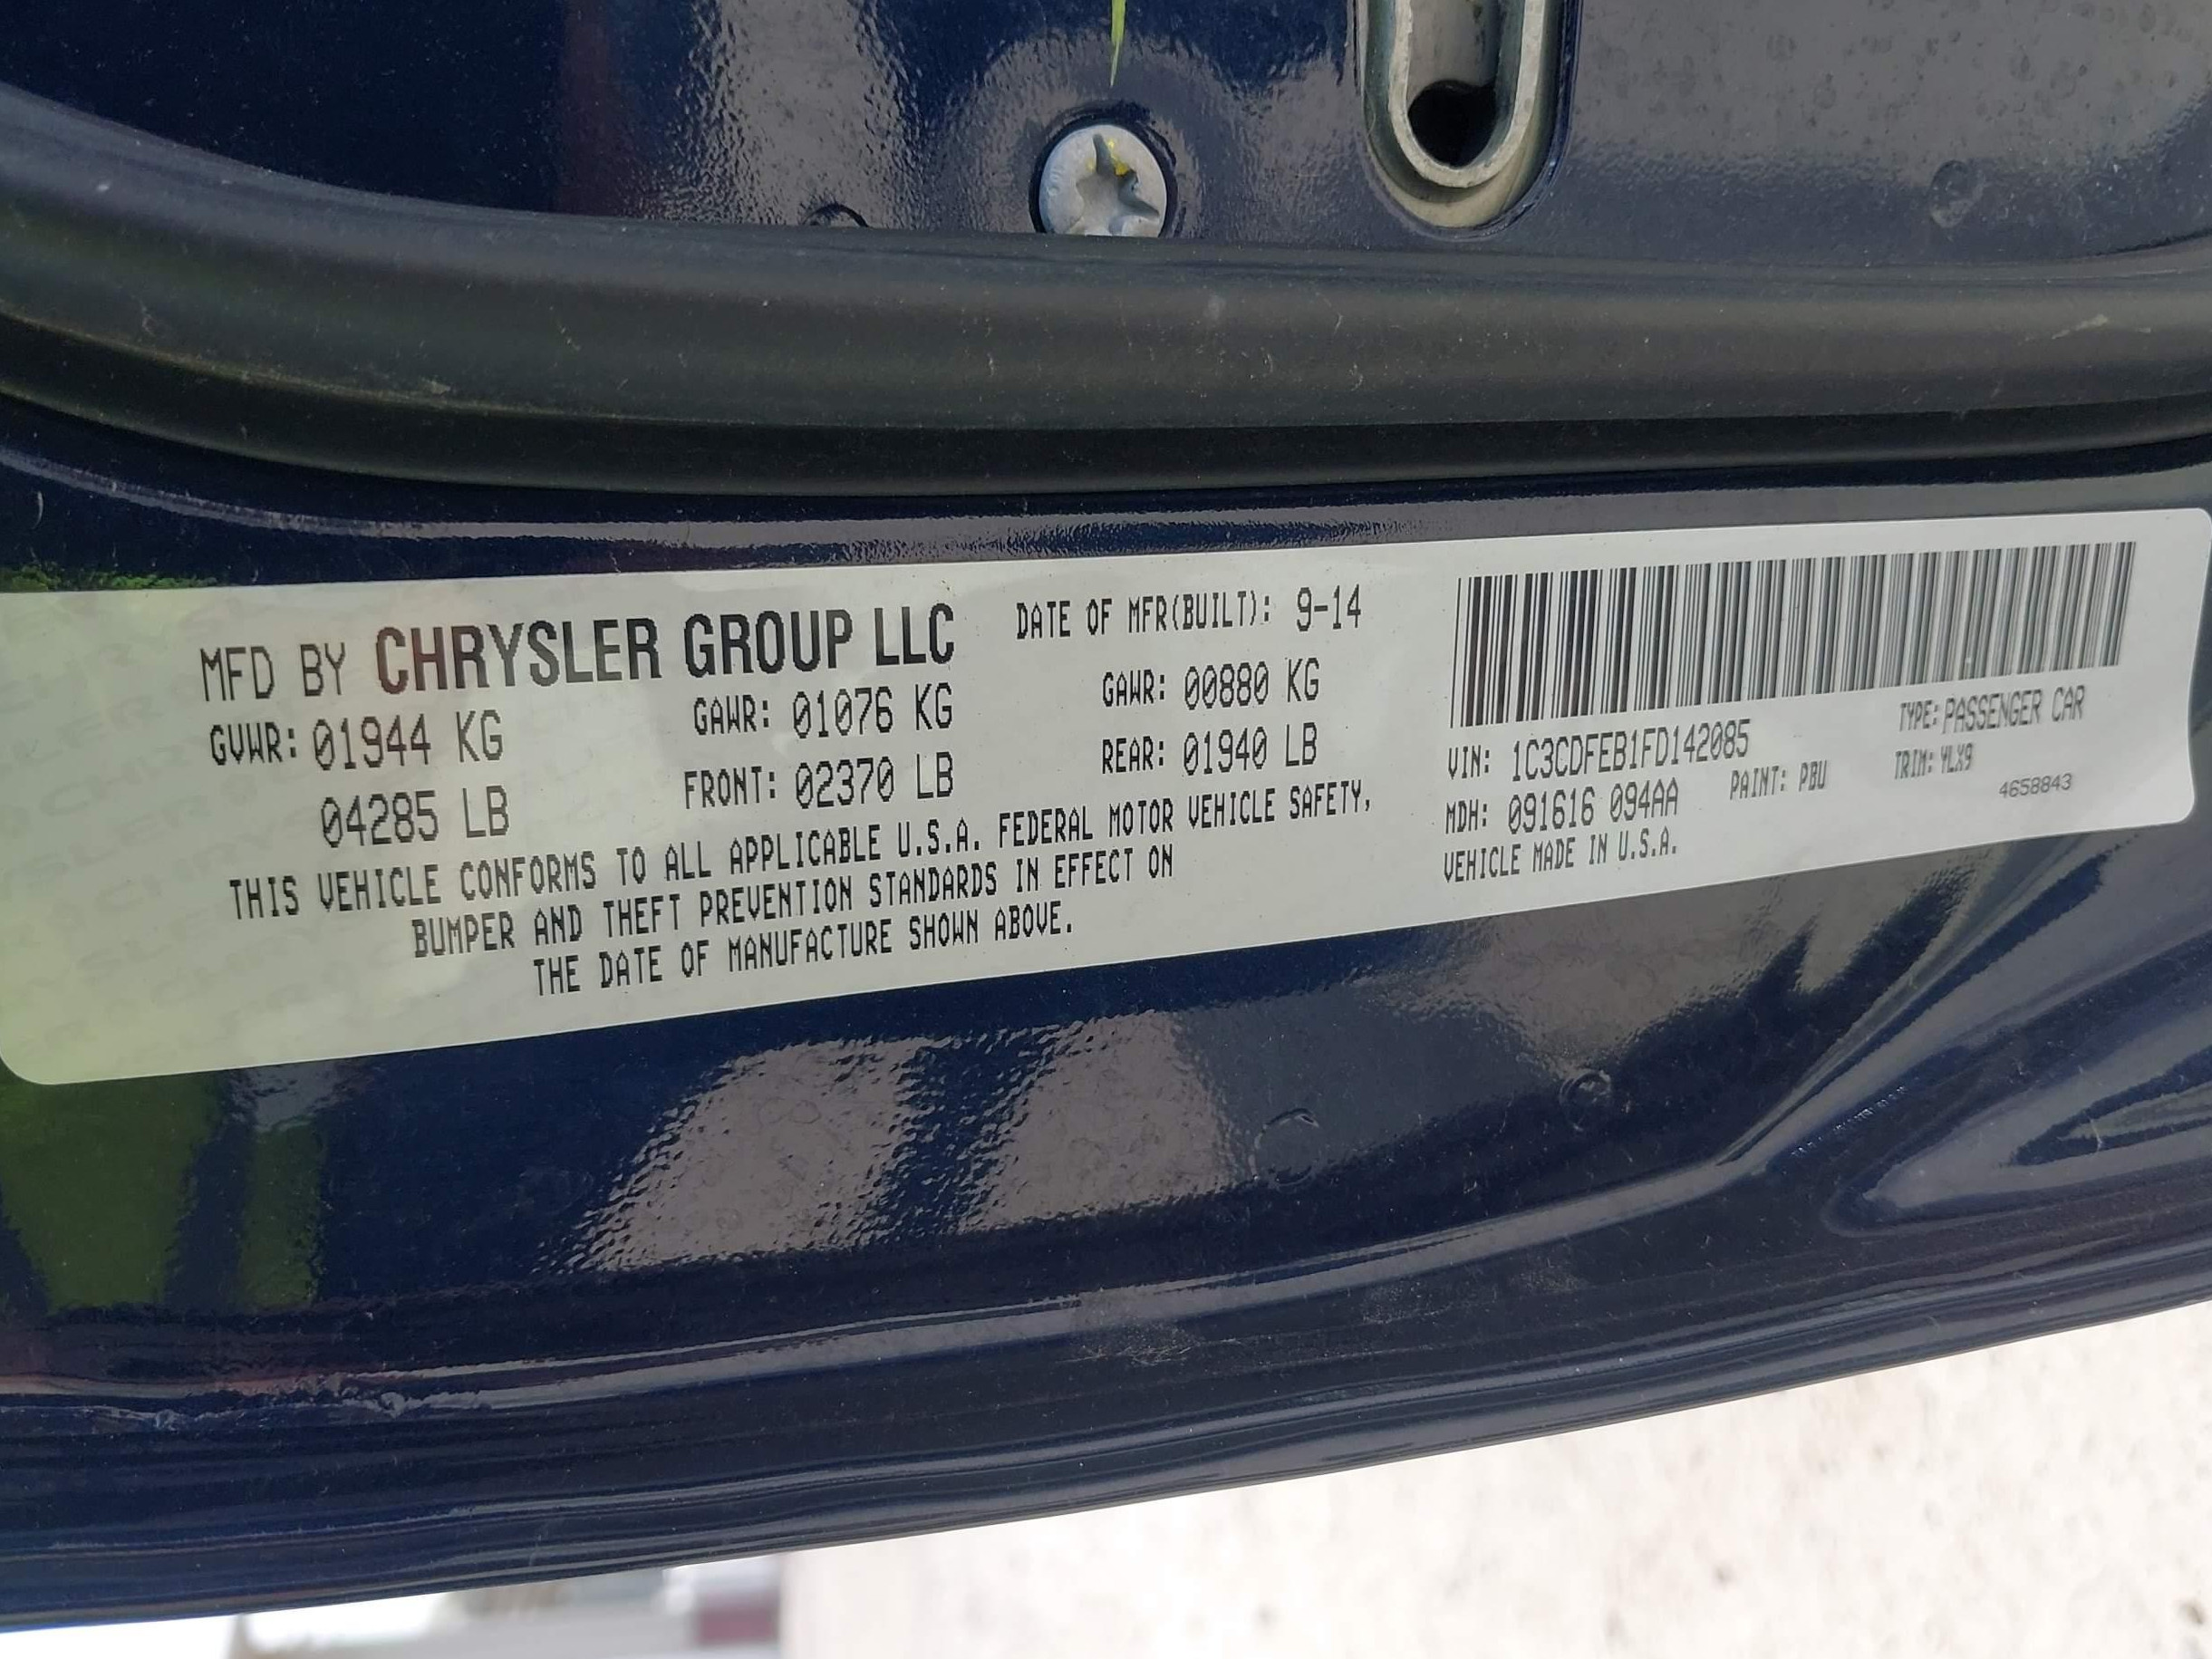 MFD BY CHRYSLER GROUP LLC
DATE OF MFR(BUILT): 9-14
GVWR: 01944 KG
04285 LB
GAWR: 01076 KG
FRONT: 02370 LB
GAWR: 00880 KG
REAR: 01940 LB
THIS VEHICLE CONFORMS TO ALL APPLICABLE U.S.A. FEDERAL MOTOR VEHICLE SAFETY,
BUMPER AND THEFT PREVENTION STANDARDS IN EFFECT ON
THE DATE OF MANUFACTURE SHOWN ABOVE.
VIN: 1C3CDFEB1FD142085
TYPE: PASSENGER CAR
MDH: 091616 094AA
PAINT: PBU
TRIM: YLX9
4658843
VEHICLE MADE IN U.S.A.